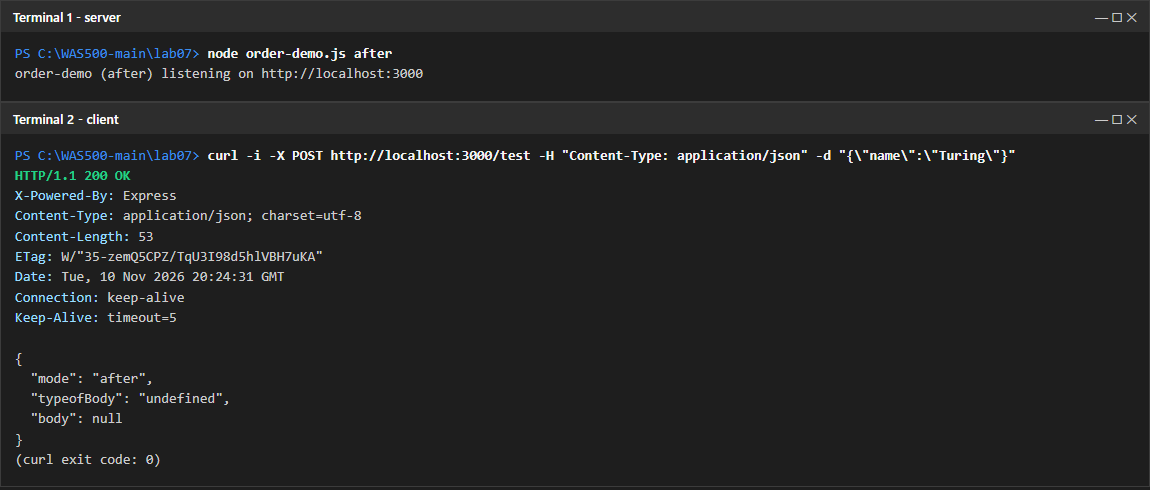 Terminal 1 - server
PS C:\WAS500-main\lab07> node order-demo.js after
order-demo (after) listening on http://localhost:3000
Terminal 2 - client
PS C:\WAS500-main\lab07> curl -i -X POST http://localhost:3000/test -H "Content-Type: application/json" -d "{\"name\":\"Turing\"}"
HTTP/1.1 200 OK
X-Powered-By: Express
Content-Type: application/json; charset=utf-8
Content-Length: 53
ETag: W/"35-zemQ5CPZ/TqU3I98d5hlVBH7uKA"
Date: Tue, 10 Nov 2026 20:24:31 GMT
Connection: keep-alive
Keep-Alive: timeout=5
{
  "mode": "after",
  "typeofBody": "undefined",
  "body": null
}
(curl exit code: 0)